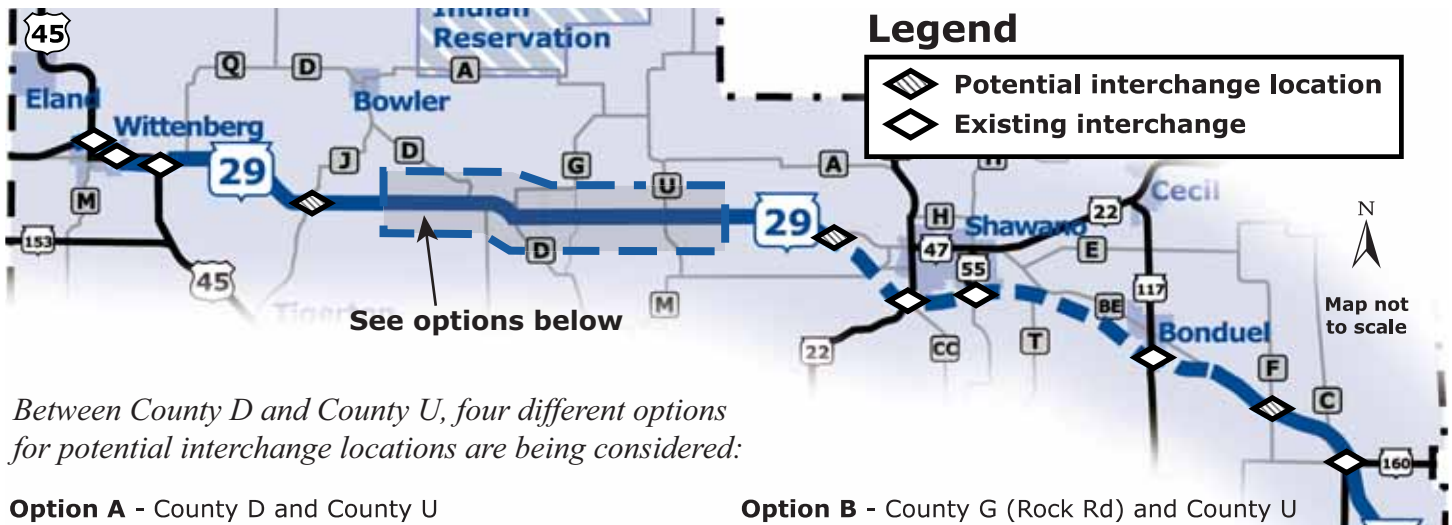 45
Indian
Reservation
Legend
Potential interchange location
Existing interchange
Q
D
A
Eland
Bowler
Wittenberg
29
J
D
G
U
A
H
Cecil
M
22
N
H
Shawano
29
47
E
153
D
55
45
117
Map not
to scale
M
BE
Tigerton
See options below
Bonduel
22
CC
T
F
C
Between County D and County U, four different options
for potential interchange locations are being considered:
160
Option A - County D and County U
Option B - County G (Rock Rd) and County U